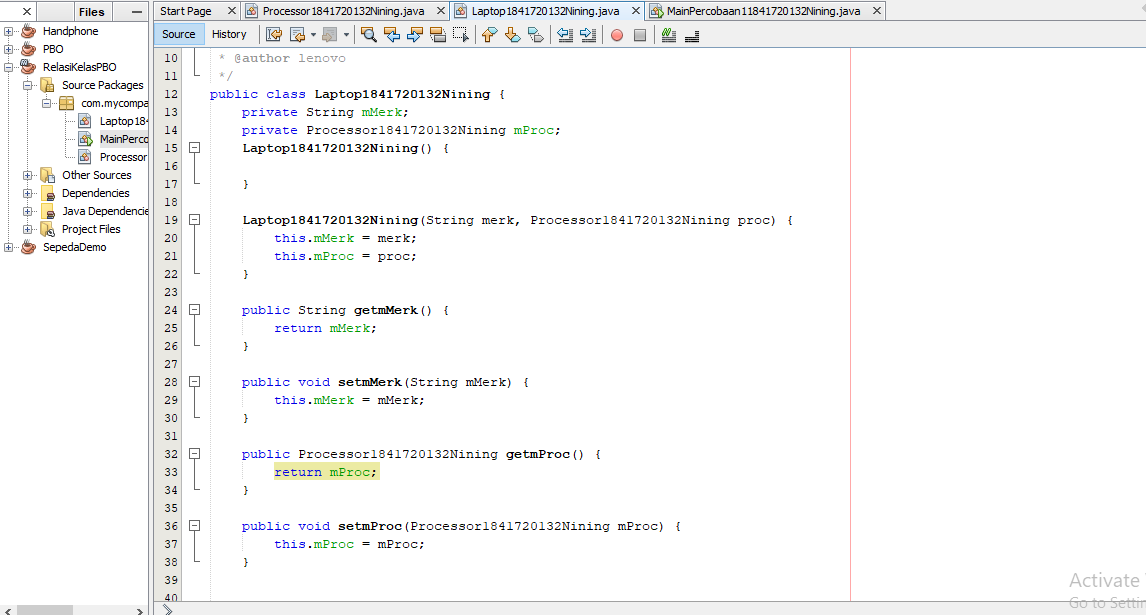 Files
Start Page
Processor1841720132Nining.java
Laptop1841720132Nining.java
MainPercobaan11841720132Nining.java
Source
History
Handphone
PBO
RelasiKelasPBO
Source Packages
com.mycompa
Laptop184
MainPerco
Processor
Other Sources
Dependencies
Java Dependencie
Project Files
SepedaDemo
10 * @author lenovo
11 */
12 public class Laptop1841720132Nining {
13 private String mMerk;
14 private Processor1841720132Nining mProc;
15 Laptop1841720132Nining() {
16
17 }
18
19 Laptop1841720132Nining(String merk, Processor1841720132Nining proc) {
20 this.mMerk = merk;
21 this.mProc = proc;
22 }
23
24 public String getmMerk() {
25 return mMerk;
26 }
27
28 public void setmMerk(String mMerk) {
29 this.mMerk = mMerk;
30 }
31
32 public Processor1841720132Nining getmProc() {
33 return mProc;
34 }
35
36 public void setmProc(Processor1841720132Nining mProc) {
37 this.mProc = mProc;
38 }
39
40
Activate
Go to Settin